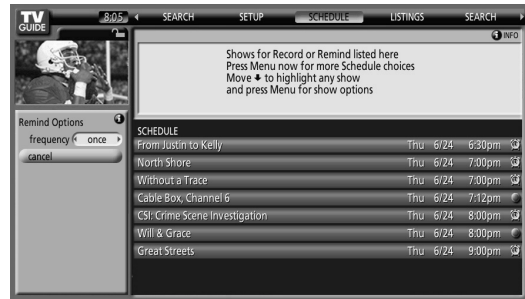 TV GUIDE
8:05
SEARCH SETUP SCHEDULE LISTINGS SEARCH
INFO
Shows for Record or Remind listed here
Press Menu now for more Schedule choices
Move to highlight any show
and press Menu for show options
Remind Options
frequency once
cancel
SCHEDULE
From Justin to Kelly Thu 6/24 6:30pm
North Shore Thu 6/24 7:00pm
Without a Trace Thu 6/24 7:00pm
Cable Box, Channel 6 Thu 6/24 7:12pm
CSI: Crime Scene Investigation Thu 6/24 8:00pm
Will & Grace Thu 6/24 8:00pm
Great Streets Thu 6/24 9:00pm